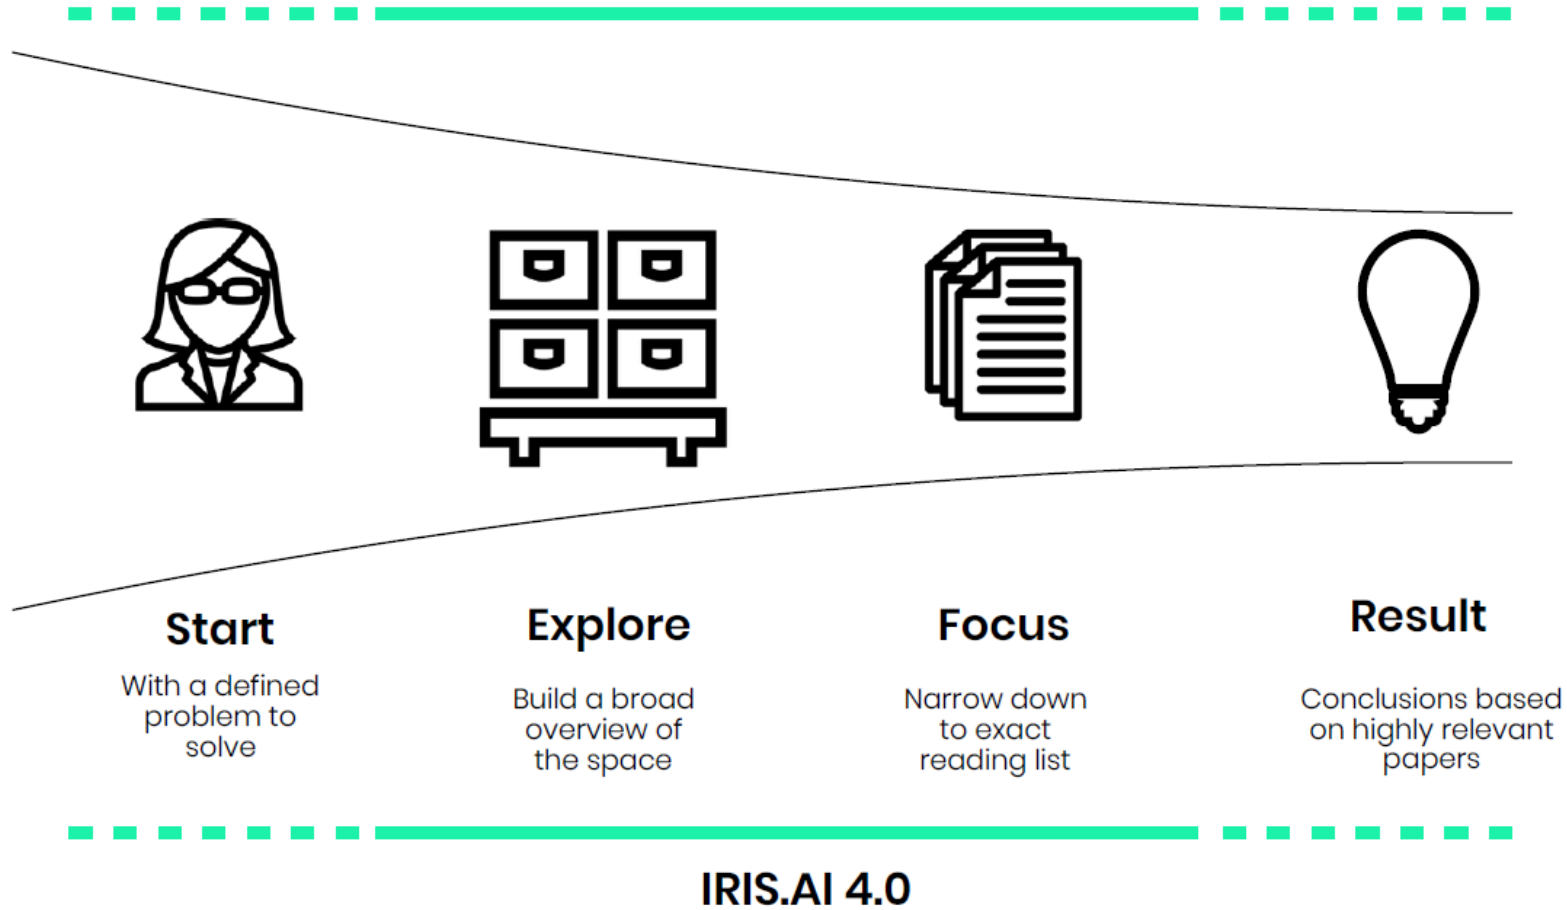 Start
With a defined
problem to
solve
Explore
Build a broad
overview of
the space
Focus
Narrow down
to exact
reading list
Result
Conclusions based
on highly relevant
papers
IRIS.AI 4.0